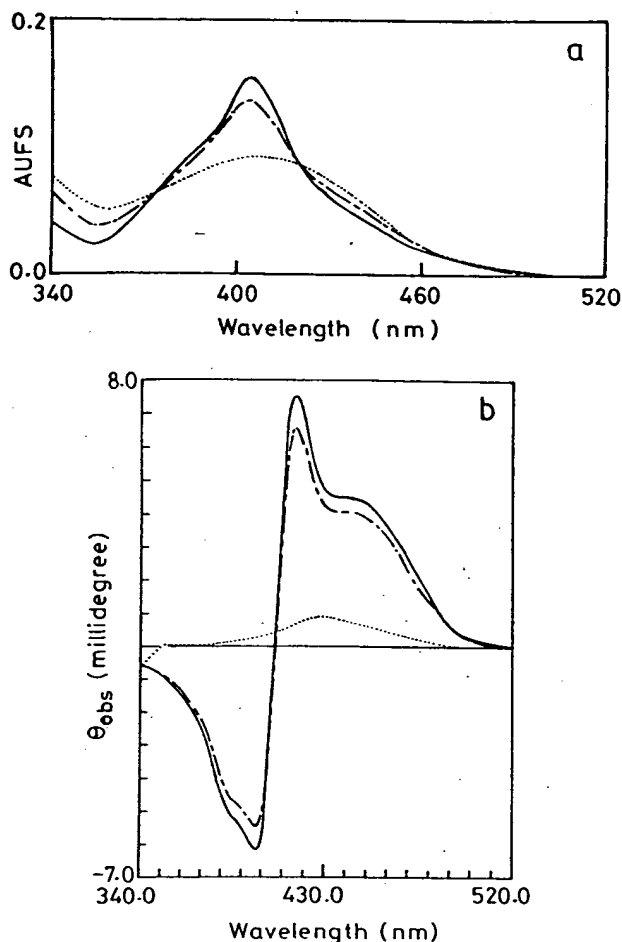 0.2
a
AUFS
0.0
340 400 460 520
Wavelength (nm)
8.0
b
θobs (millidegree)
-7.0
340.0 430.0 520.0
Wavelength (nm)